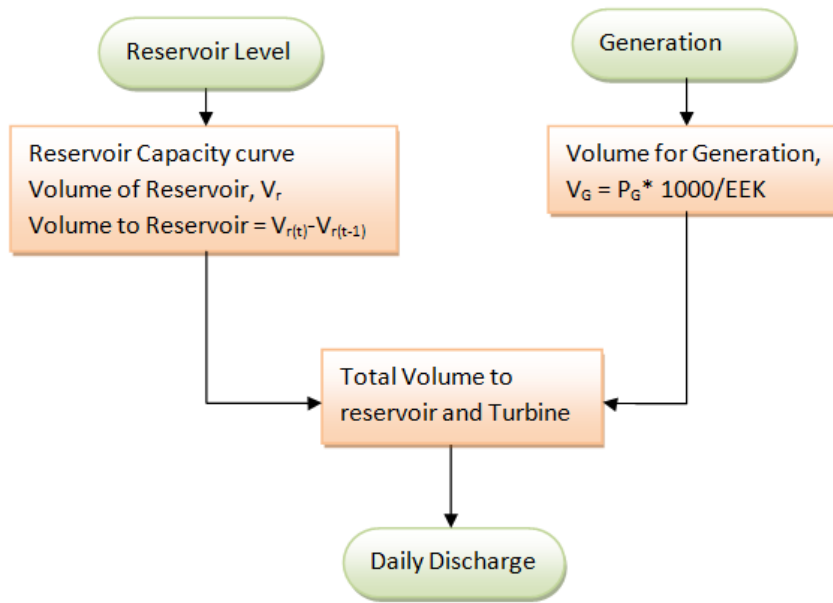 Reservoir Level
Generation
Reservoir Capacity curve
Volume of Reservoir, Vr
Volume to Reservoir = Vr(t)-Vr(t-1)
Volume for Generation,
VG = PG* 1000/EEK
Total Volume to
reservoir and Turbine
Daily Discharge